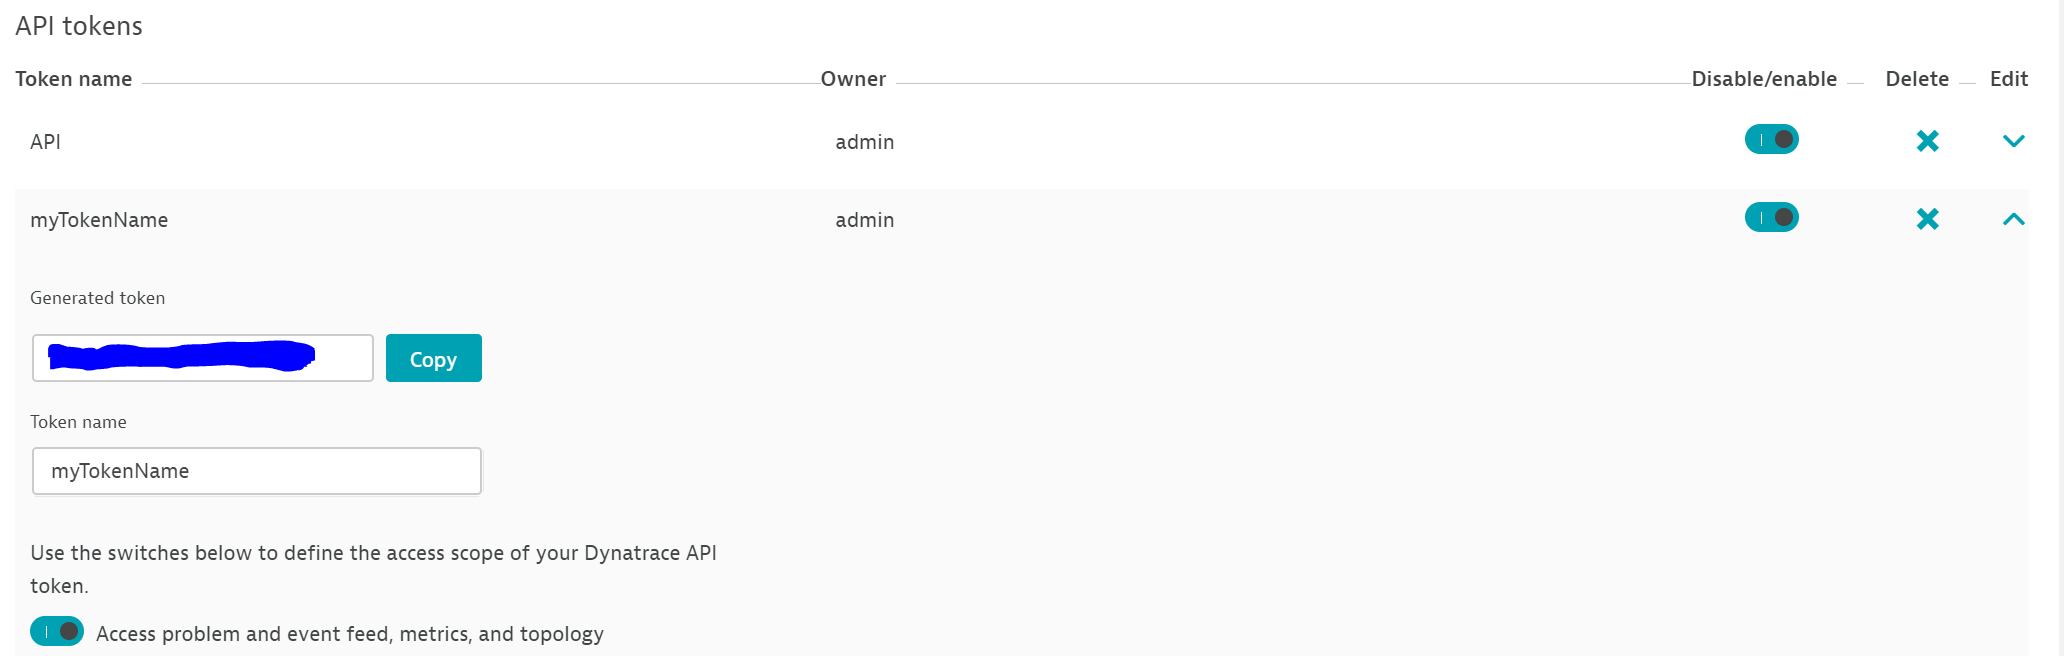 API tokens
Token name Owner Disable/enable Delete Edit
API admin
myTokenName admin
Generated token
Copy
Token name
myTokenName
Use the switches below to define the access scope of your Dynatrace API
token.
Access problem and event feed, metrics, and topology